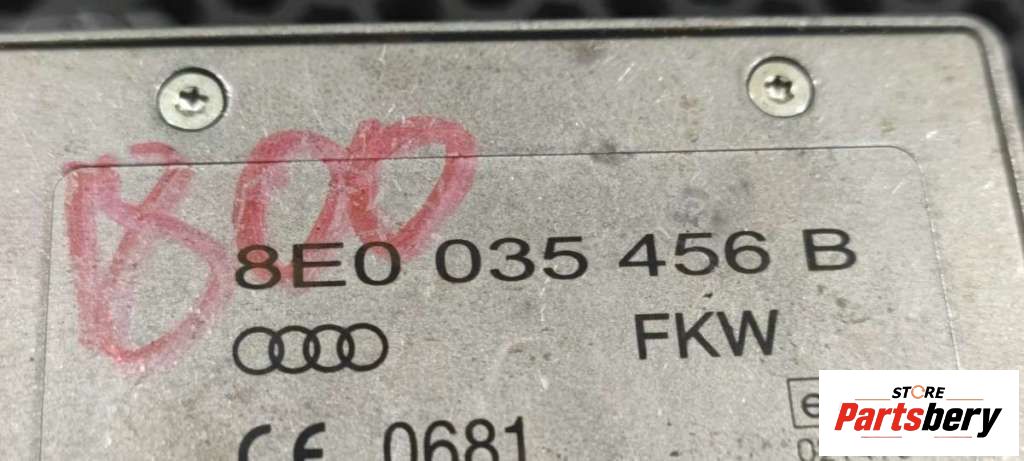 B00
8E0 035 456 B
FKW
CE 0681
e
STORE
Partsbery